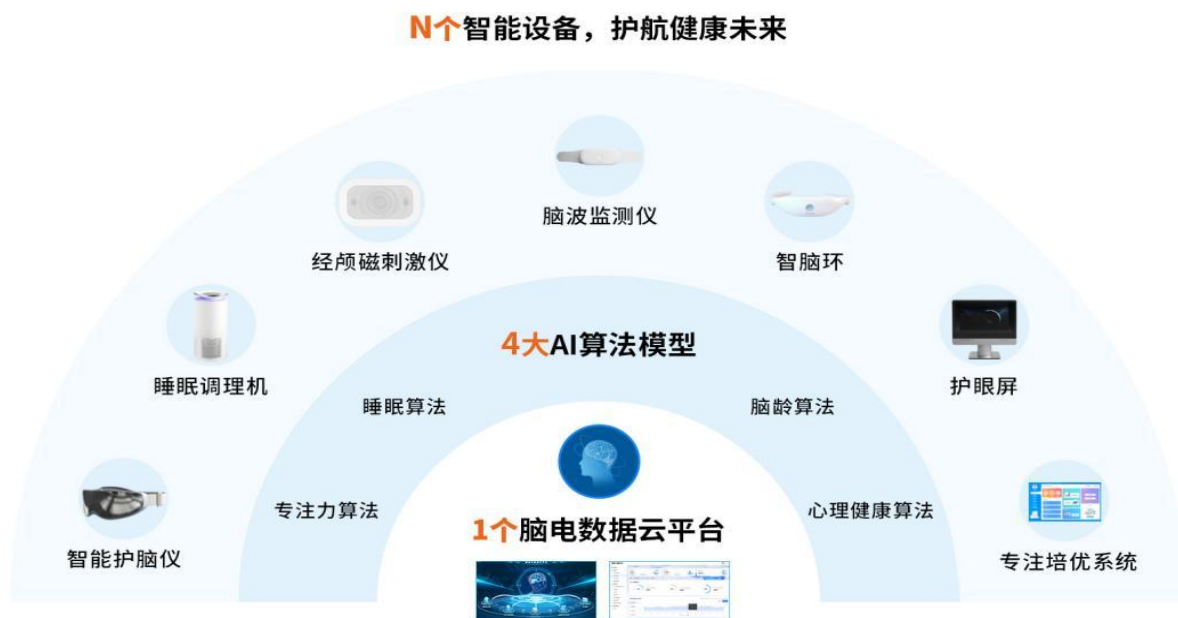 N个智能设备，护航健康未来
脑波监测仪
经颅磁刺激仪
智脑环
睡眠调理机
护眼屏
智能护脑仪
专注培优系统
4大AI算法模型
睡眠算法
脑龄算法
专注力算法
心理健康算法
1个脑电数据云平台